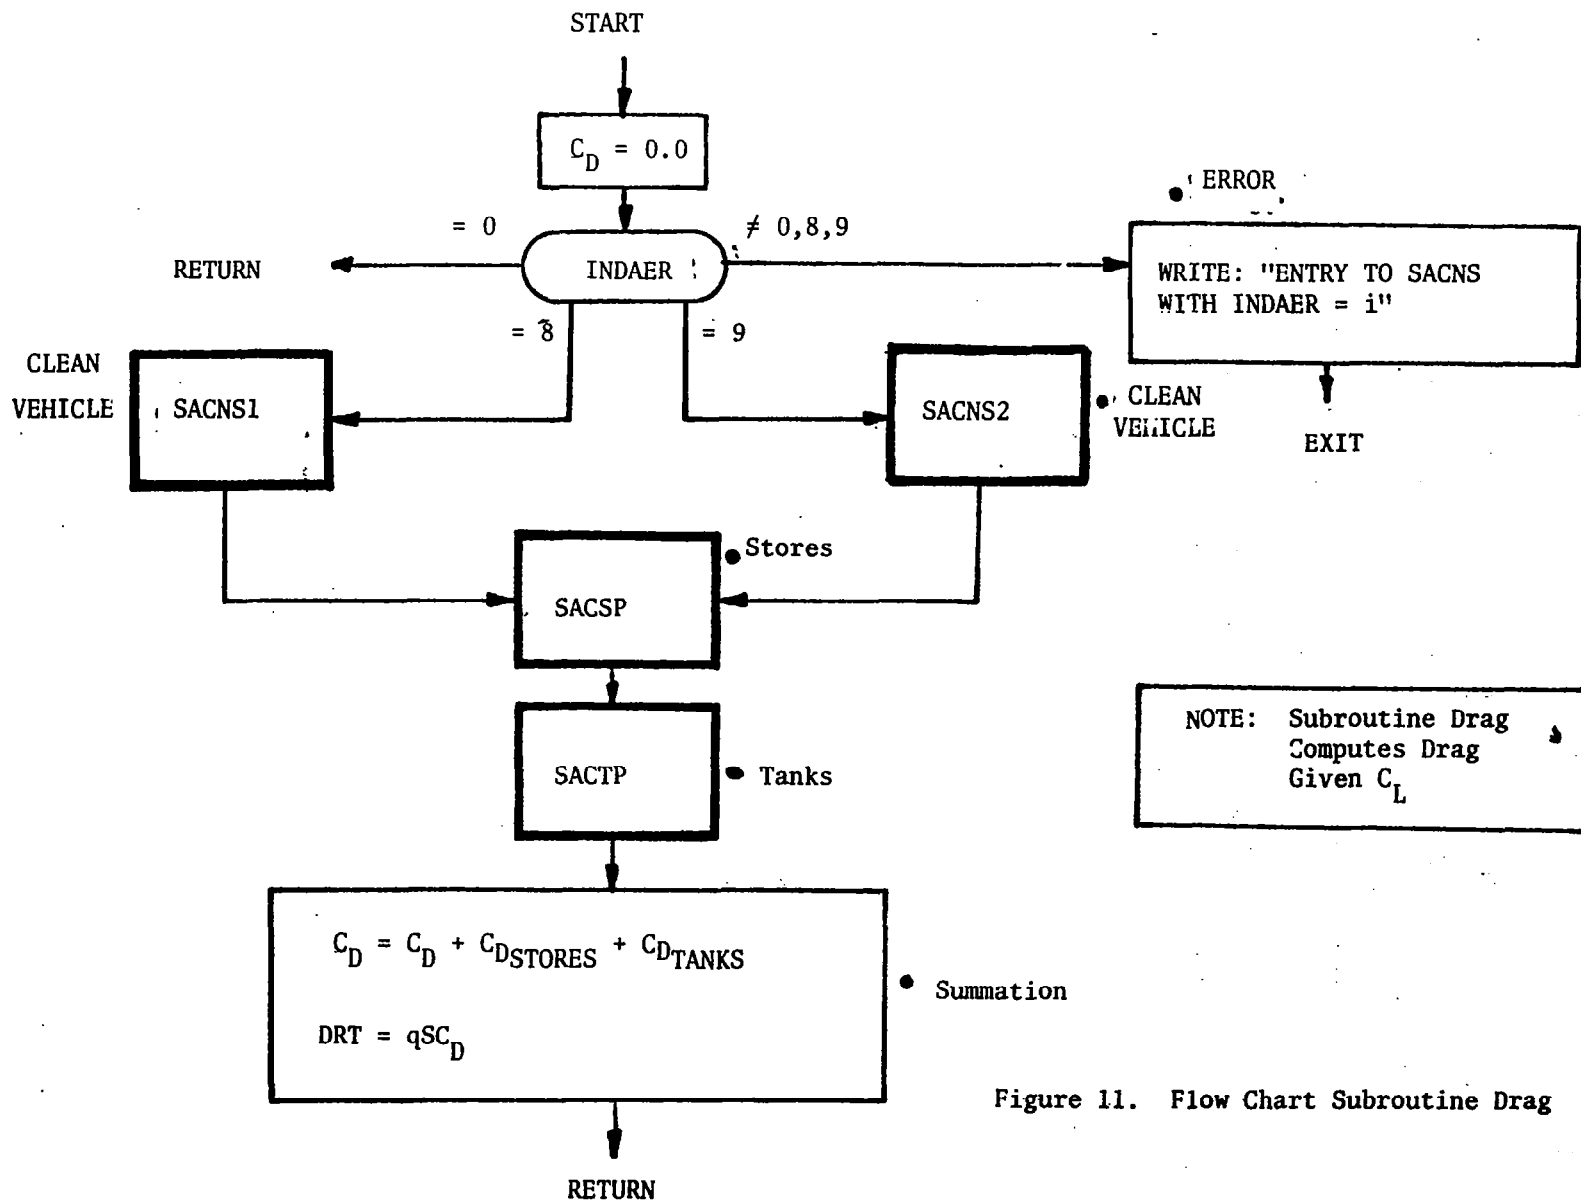 START
C_D = 0.0
ERROR
= 0
≠ 0,8,9
RETURN
INDAER
WRITE: "ENTRY TO SACNS
WITH INDAER = i"
= 8
= 9
CLEAN
VEHICLE
SACNS1
SACNS2
CLEAN
VEHICLE
EXIT
Stores
SACSP
NOTE: Subroutine Drag
Computes Drag
Given C_L
SACTP
Tanks
C_D = C_D + C_DSTORES + C_DTANKS
Summation
DRT = qSC_D
Figure 11. Flow Chart Subroutine Drag
RETURN